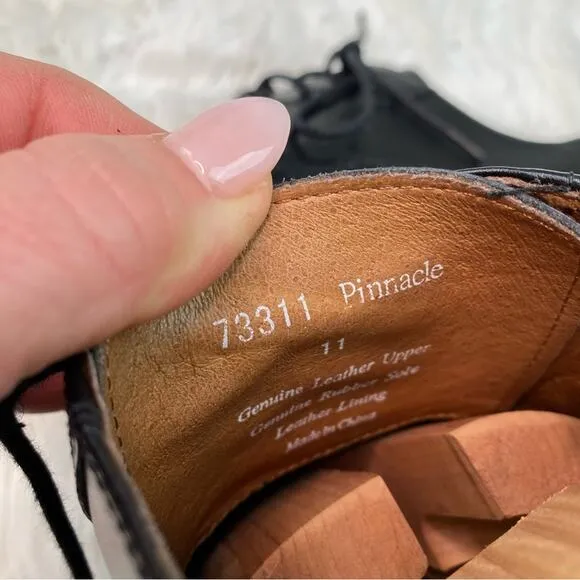 73311 Pinnacle
11
Genuine Leather Upper
Genuine Rubber Sole
Leather Lining
Made in China